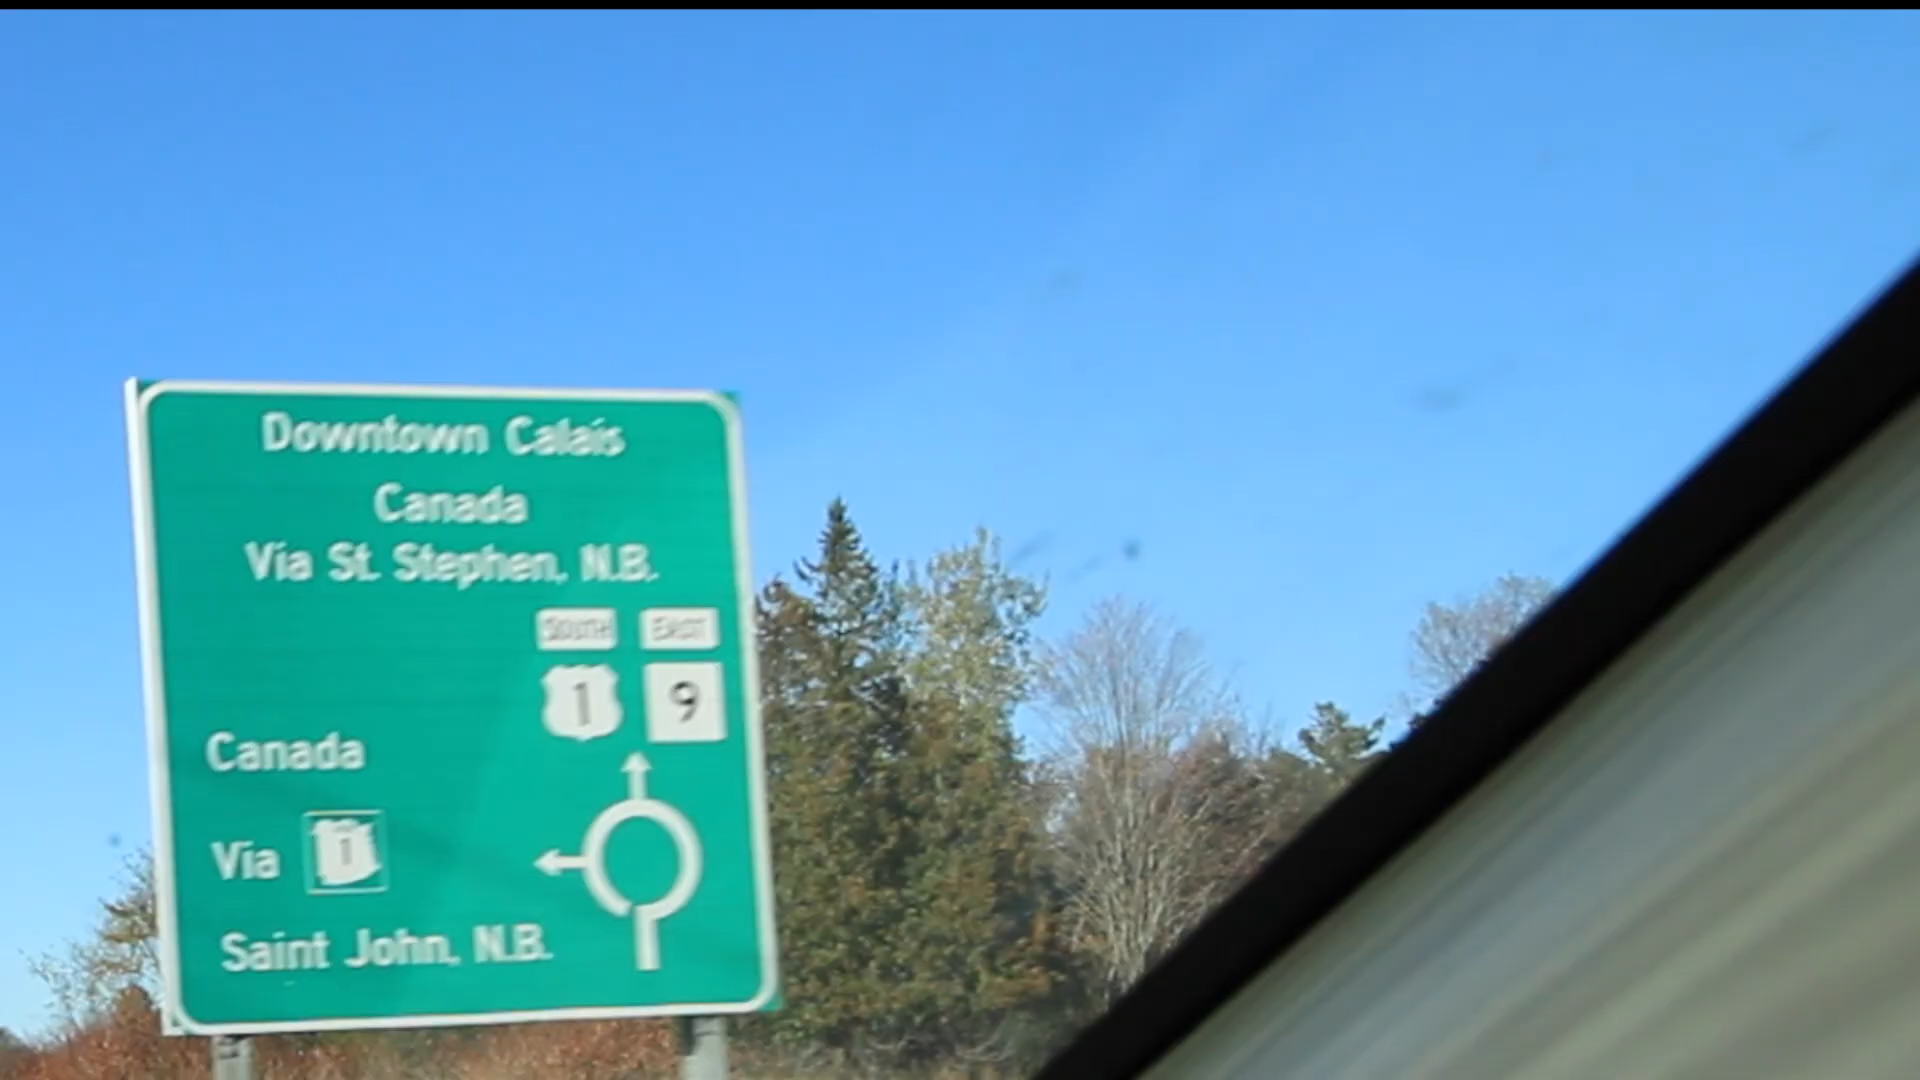 Downtown Calais
Canada
Via St. Stephen, N.B.
SOUTH EAST
1 9
Canada
Via 1
Saint John, N.B.